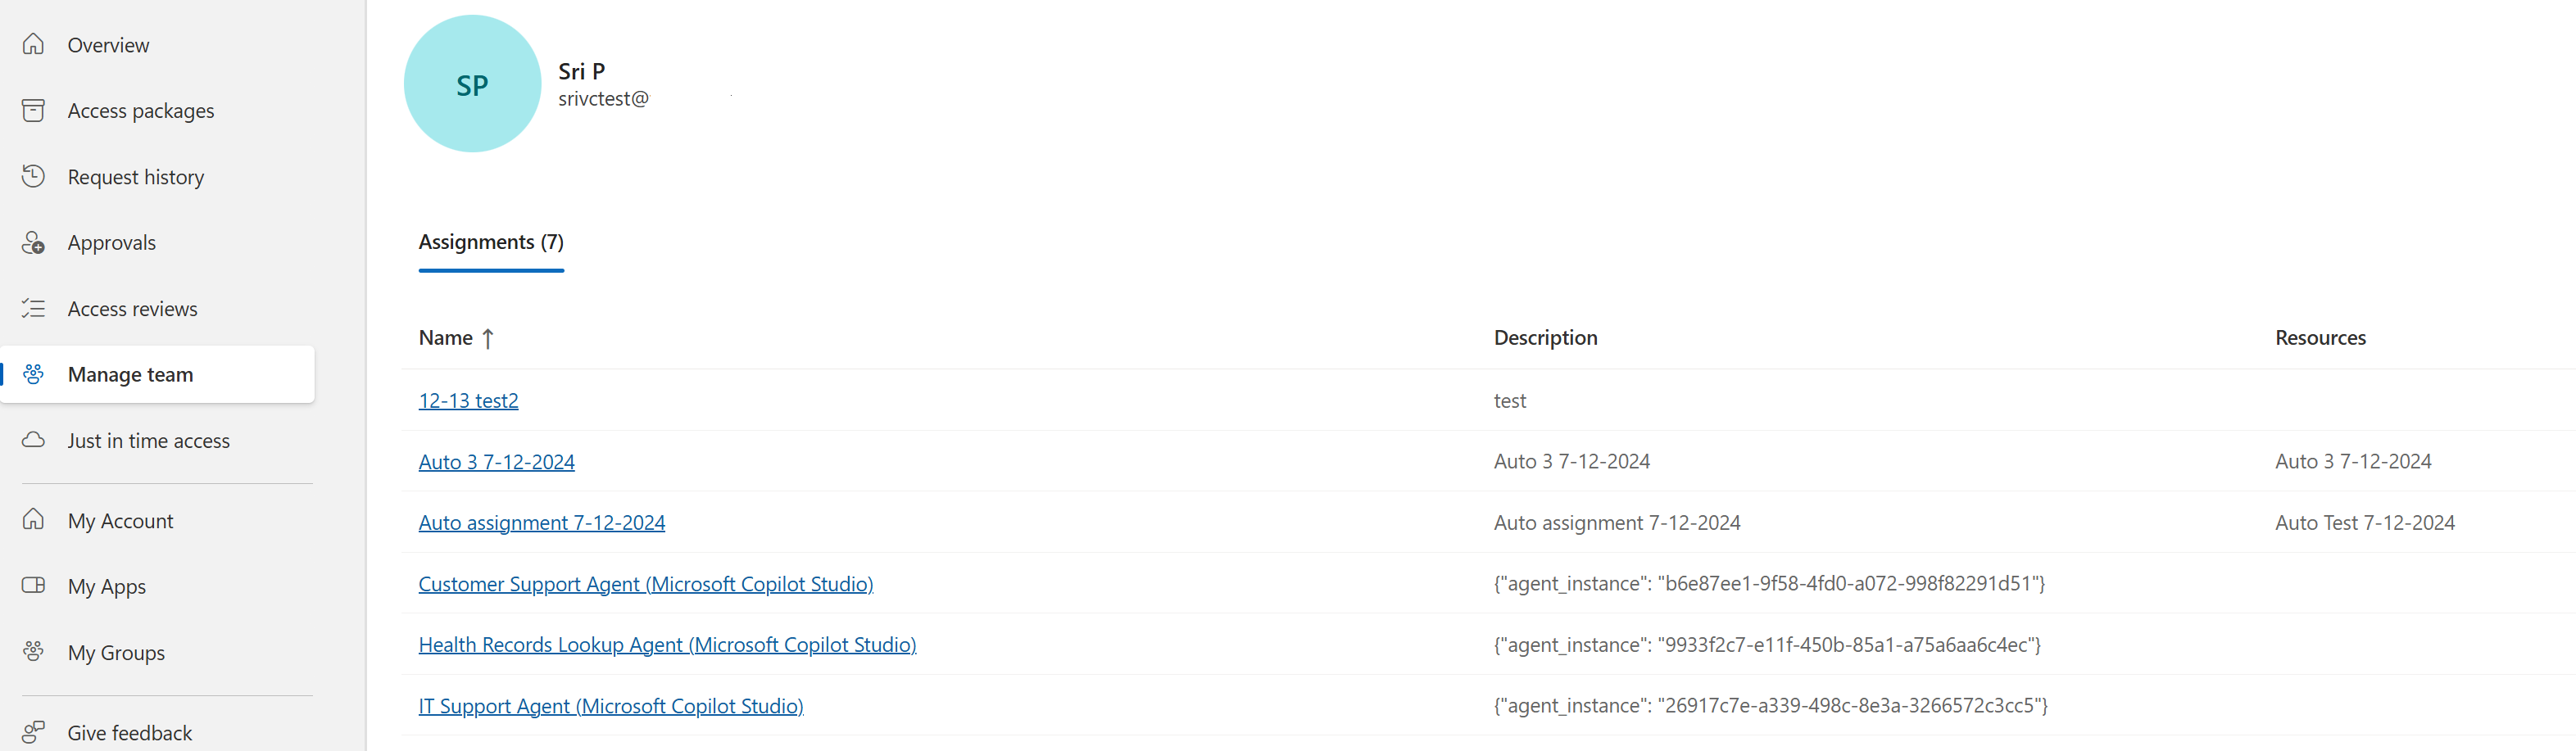 Overview
Access packages
Request history
Approvals
Access reviews
Manage team
Just in time access
My Account
My Apps
My Groups
Give feedback
SP
Sri P
srivctest@
Assignments (7)
Name ↑ Description Resources
12-13 test2 test
Auto 3 7-12-2024 Auto 3 7-12-2024 Auto 3 7-12-2024
Auto assignment 7-12-2024 Auto assignment 7-12-2024 Auto Test 7-12-2024
Customer Support Agent (Microsoft Copilot Studio) {"agent_instance": "b6e87ee1-9f58-4fd0-a072-998f82291d51"}
Health Records Lookup Agent (Microsoft Copilot Studio) {"agent_instance": "9933f2c7-e11f-450b-85a1-a75a6aa6c4ec"}
IT Support Agent (Microsoft Copilot Studio) {"agent_instance": "26917c7e-a339-498c-8e3a-3266572c3cc5"}